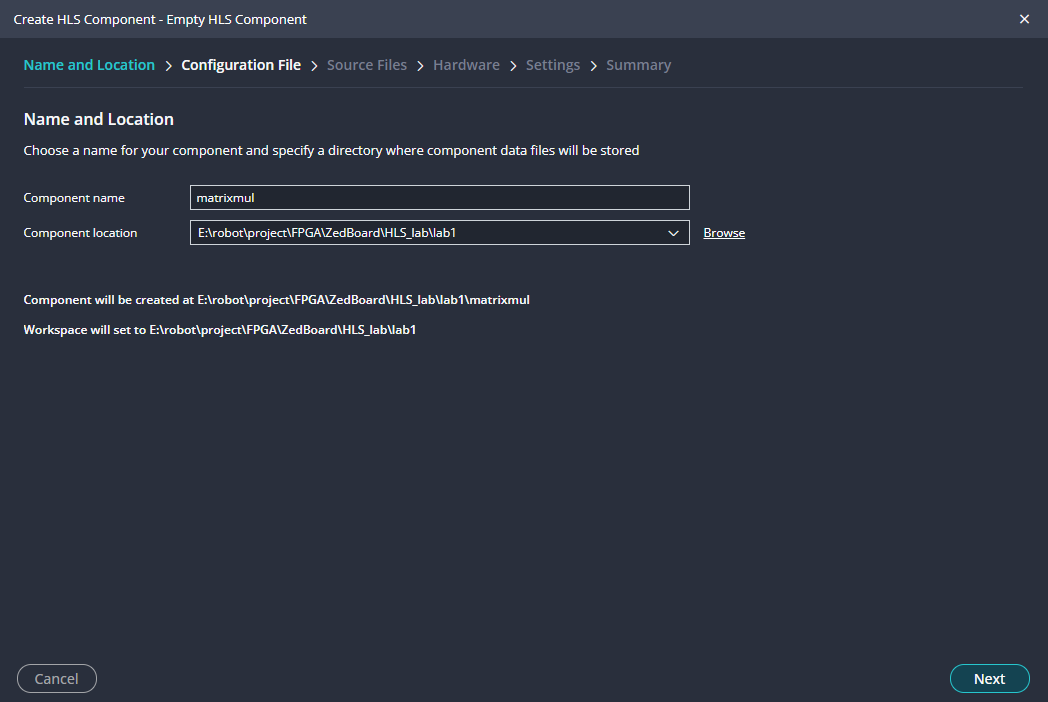 Create HLS Component - Empty HLS Component
Name and Location > Configuration File > Source Files > Hardware > Settings > Summary
Name and Location
Choose a name for your component and specify a directory where component data files will be stored
Component name matrixmul
Component location E:\robot\project\FPGA\ZedBoard\HLS_lab\lab1 Browse
Component will be created at E:\robot\project\FPGA\ZedBoard\HLS_lab\lab1\matrixmul
Workspace will set to E:\robot\project\FPGA\ZedBoard\HLS_lab\lab1
Cancel Next